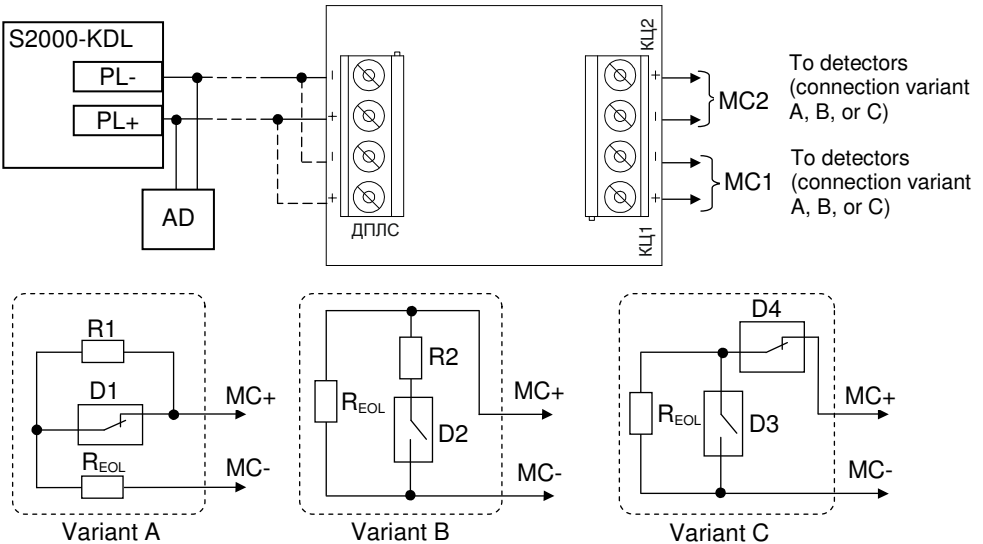 S2000-KDL
PL-
PL+
AD
–
+
–
+
ДПЛС
КЦ2
+
–
–
+
КЦ1
MC2
To detectors
(connection variant
A, B, or C)
MC1
To detectors
(connection variant
A, B, or C)
R1
D1
REOL
MC+
MC-
Variant A
REOL
R2
D2
MC+
MC-
Variant B
D4
REOL
D3
MC+
MC-
Variant C